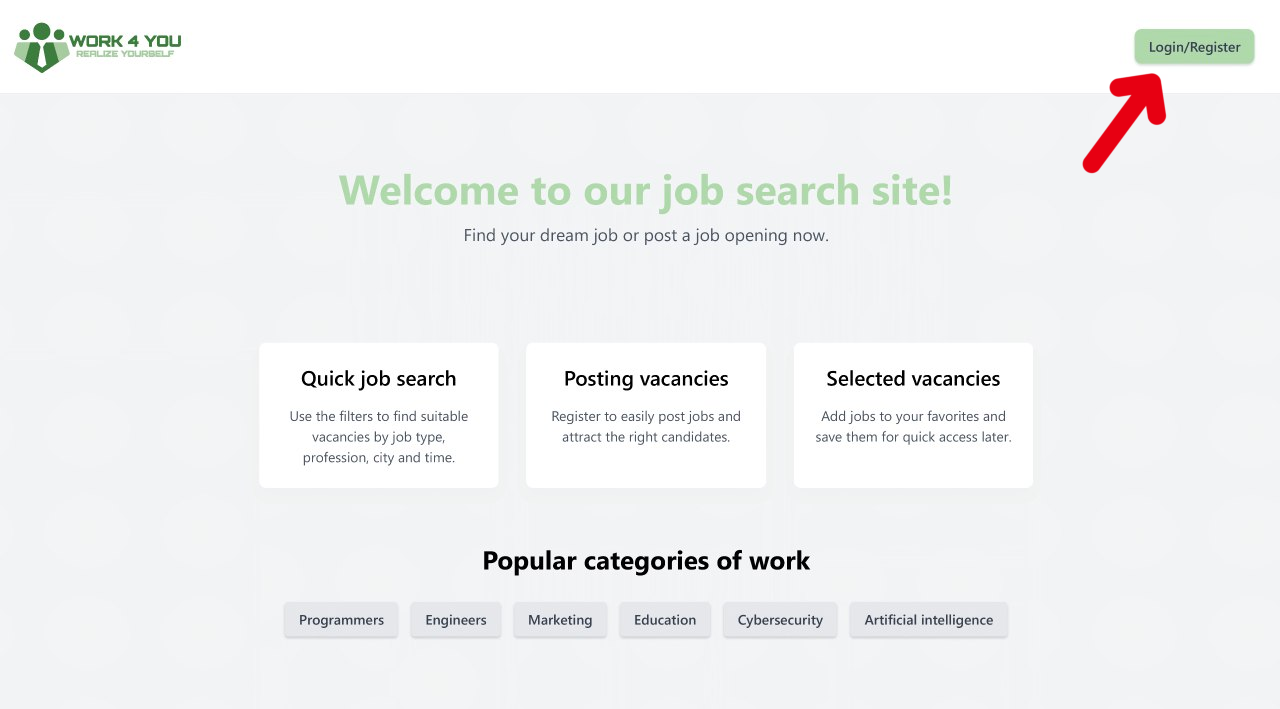 WORK 4 YOU
REALIZE YOURSELF
Login/Register
Welcome to our job search site!
Find your dream job or post a job opening now.
Quick job search
Use the filters to find suitable
vacancies by job type,
profession, city and time.
Posting vacancies
Register to easily post jobs and
attract the right candidates.
Selected vacancies
Add jobs to your favorites and
save them for quick access later.
Popular categories of work
Programmers
Engineers
Marketing
Education
Cybersecurity
Artificial intelligence